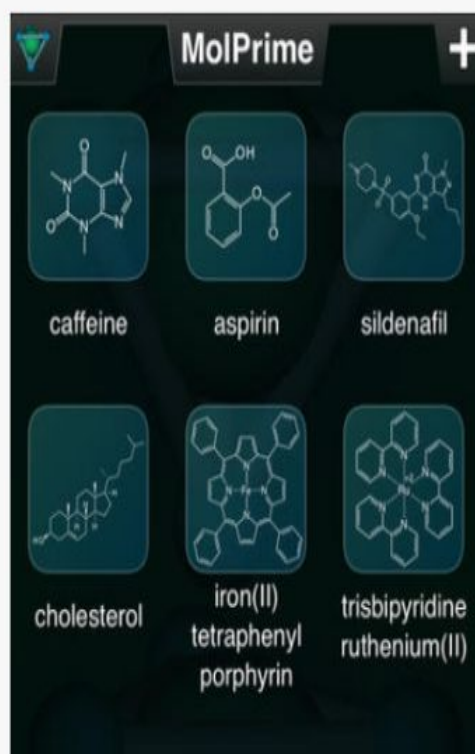 MolPrime +
caffeine
aspirin
sildenafil
cholesterol
iron(II)
tetraphenyl
porphyrin
trisbipyridine
ruthenium(II)